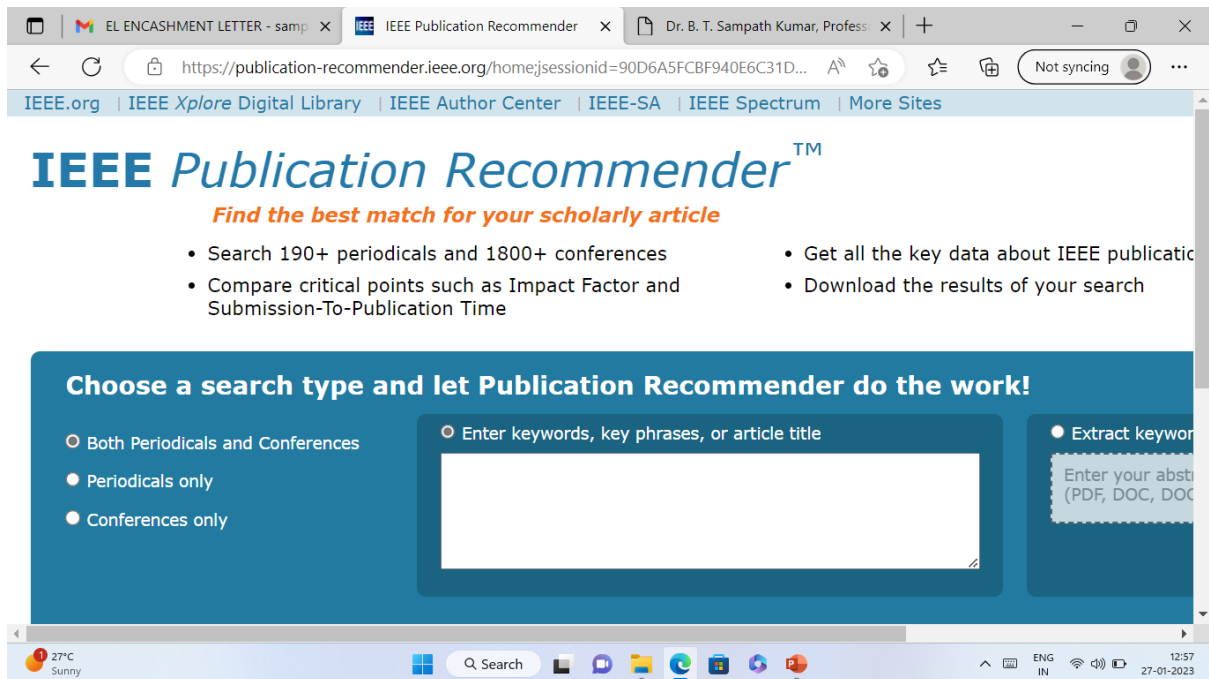 EL ENCASHMENT LETTER - samp
IEEE Publication Recommender
Dr. B. T. Sampath Kumar, Profess
https://publication-recommender.ieee.org/home;jsessionid=90D6A5FCBF940E6C31D...
Not syncing
IEEE.org | IEEE Xplore Digital Library | IEEE Author Center | IEEE-SA | IEEE Spectrum | More Sites
IEEE Publication Recommender™
Find the best match for your scholarly article
• Search 190+ periodicals and 1800+ conferences
• Compare critical points such as Impact Factor and
Submission-To-Publication Time
• Get all the key data about IEEE publicatic
• Download the results of your search
Choose a search type and let Publication Recommender do the work!
Both Periodicals and Conferences
Periodicals only
Conferences only
Enter keywords, key phrases, or article title
Extract keywor
Enter your abstr
(PDF, DOC, DOC
1
27°C
Sunny
Search
ENG
IN
12:57
27-01-2023